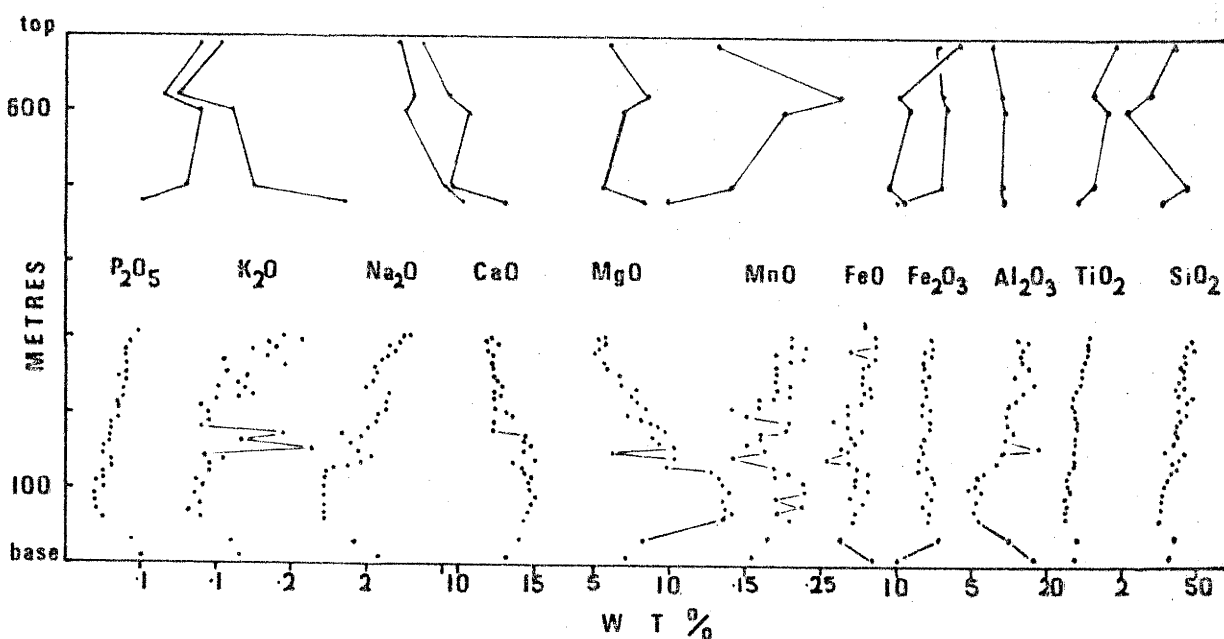 top
600
METRES
P₂O₅ K₂O Na₂O CaO MgO MnO FeO Fe₂O₃ Al₂O₃ TiO₂ SiO₂
100
base
.1 .1 .2 2 10 15 5 10 .15 .25 10 5 20 2 50
W T %